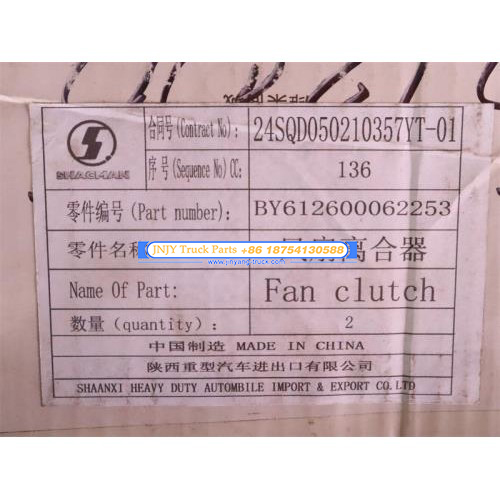 SHACMAN
合同号(Contract No): 24SQD050210357YT-01
序号(Sequence No)CC: 136
零件编号(Part number): BY612600062253
零件名称 离合器
JNJY Truck Parts +86 18754130588
www.jinyang-truck.com
Name Of Part: Fan clutch
数量(quantity): 2
中国制造 MADE IN CHINA
陕西重型汽车进出口有限公司
SHAANXI HEAVY DUTY AUTOMBILE IMPORT & EXPORT CO.LTD